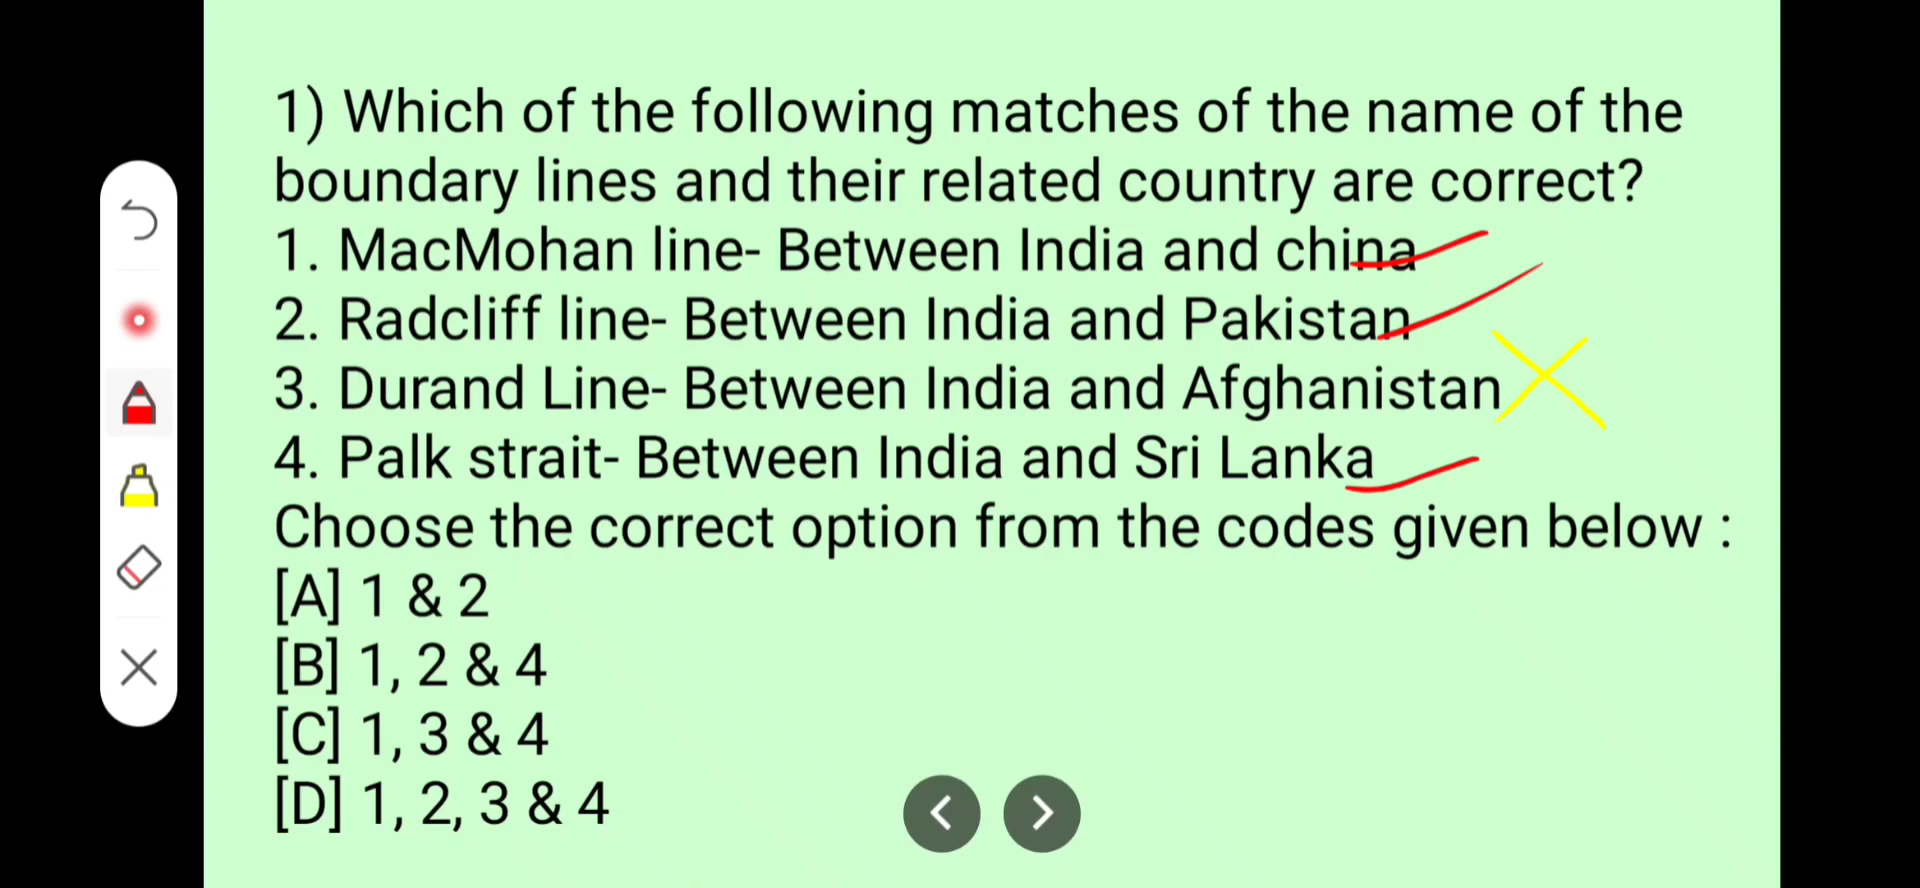 1) Which of the following matches of the name of the
boundary lines and their related country are correct?
1. MacMohan line- Between India and china
2. Radcliff line- Between India and Pakistan
3. Durand Line- Between India and Afghanistan
4. Palk strait- Between India and Sri Lanka
Choose the correct option from the codes given below :
[A] 1 & 2
[B] 1, 2 & 4
[C] 1, 3 & 4
[D] 1, 2, 3 & 4